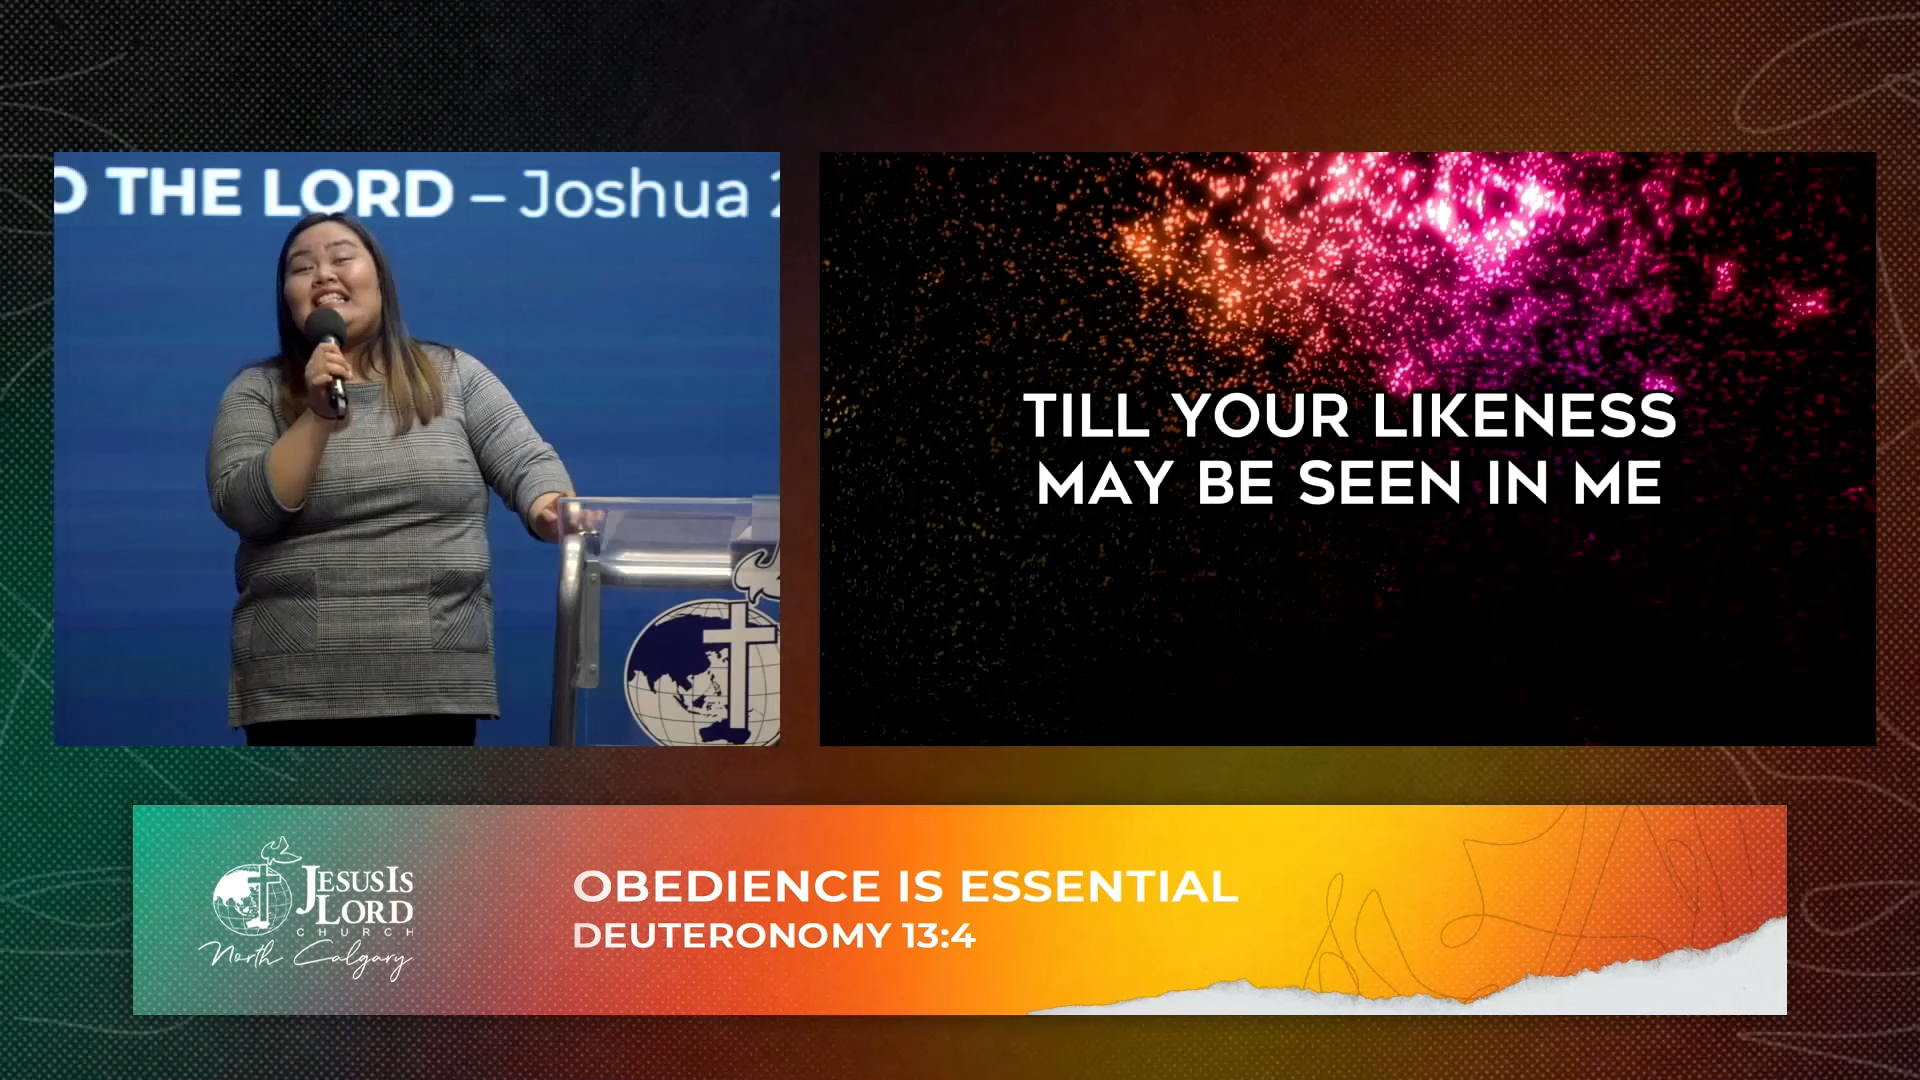 O THE LORD – Joshua 2
TILL YOUR LIKENESS
MAY BE SEEN IN ME
JESUS IS
LORD
CHURCH
North Calgary
OBEDIENCE IS ESSENTIAL
DEUTERONOMY 13:4